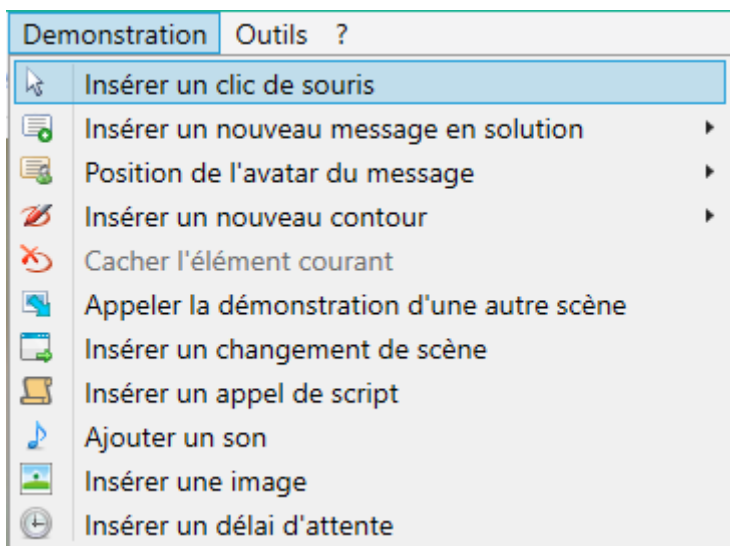 Demonstration Outils ?
Insérer un clic de souris
Insérer un nouveau message en solution
Position de l'avatar du message
Insérer un nouveau contour
Cacher l'élément courant
Appeler la démonstration d'une autre scène
Insérer un changement de scène
Insérer un appel de script
Ajouter un son
Insérer une image
Insérer un délai d'attente